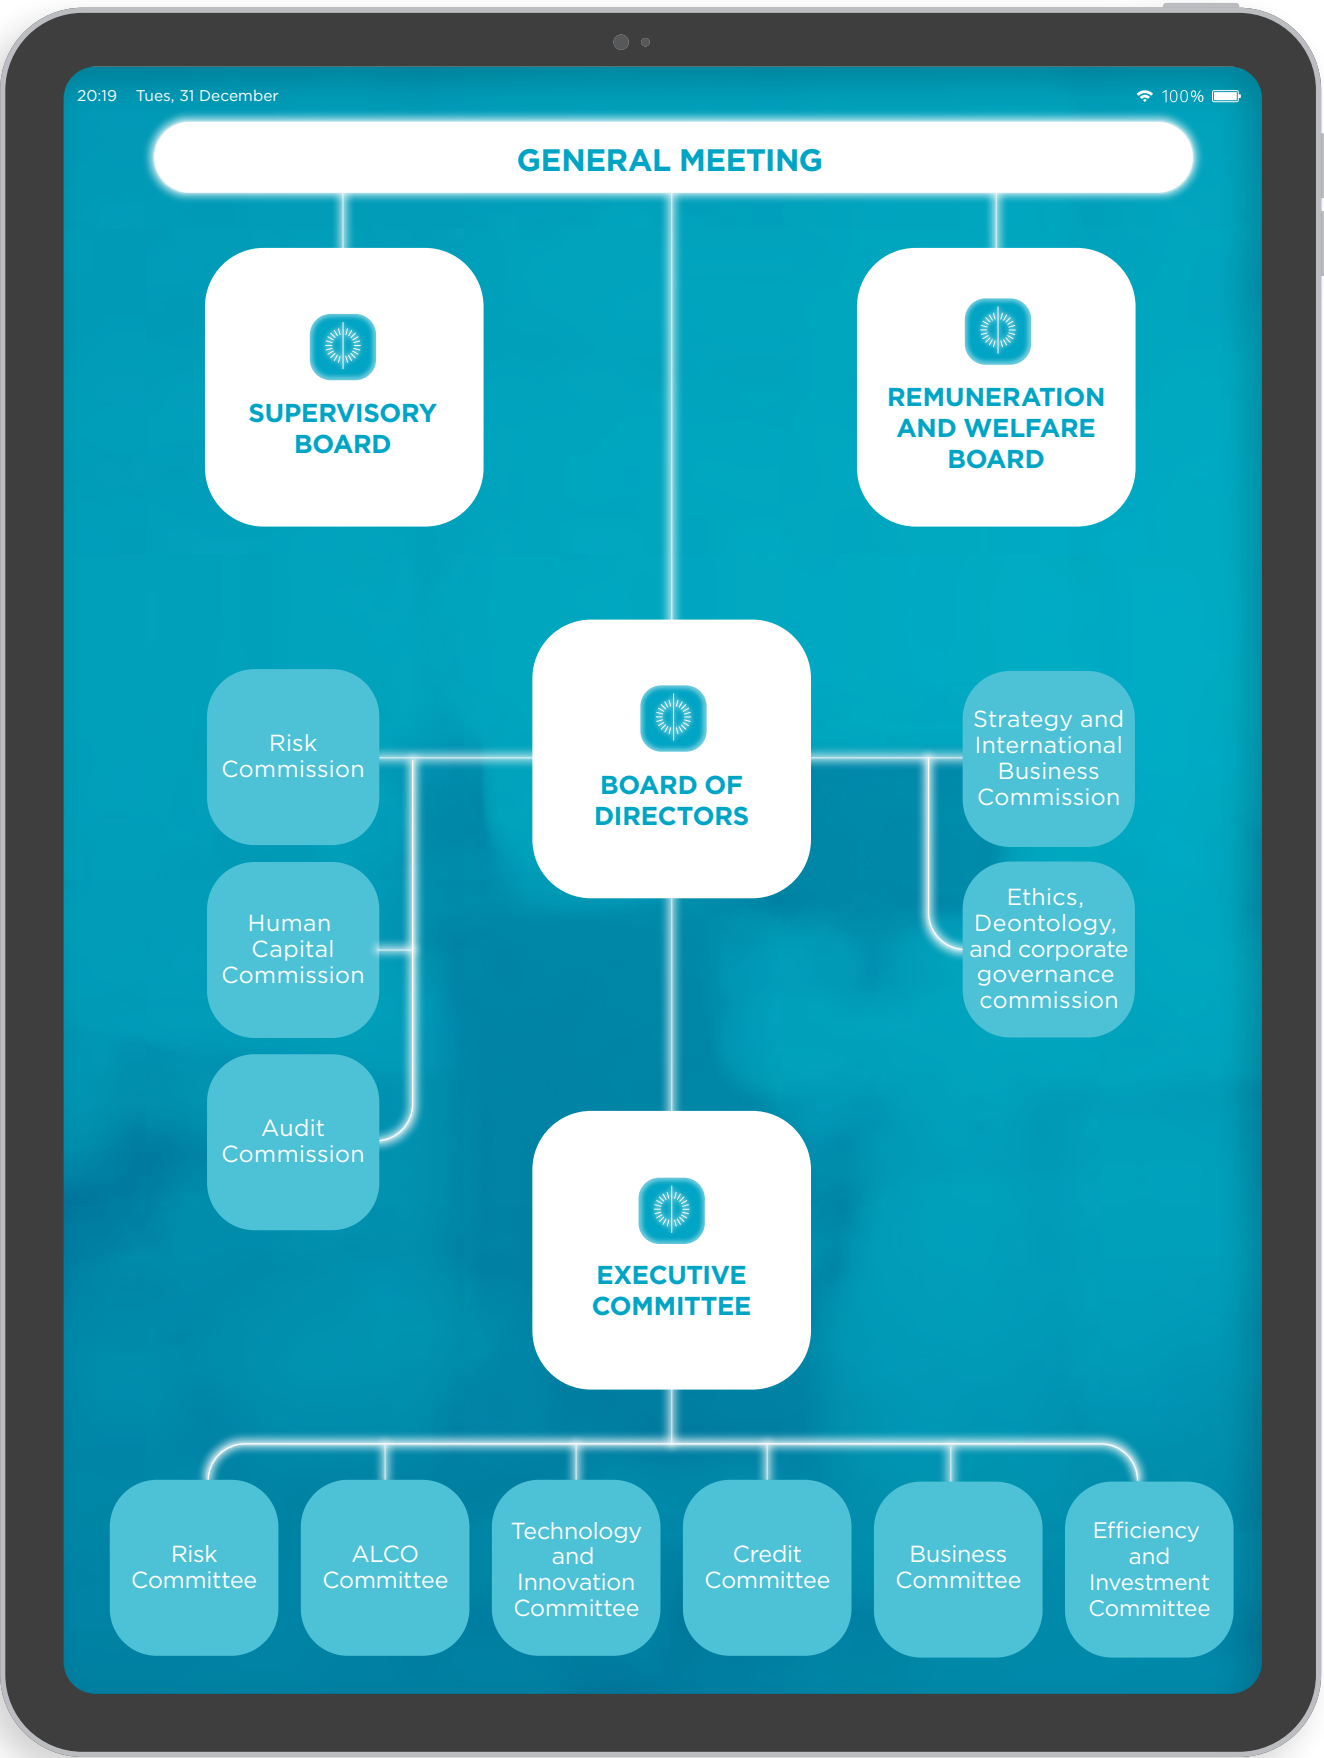 20:19 Tues, 31 December
100%
GENERAL MEETING
SUPERVISORY
BOARD
REMUNERATION
AND WELFARE
BOARD
BOARD OF
DIRECTORS
Risk
Commission
Human
Capital
Commission
Audit
Commission
Strategy and
International
Business
Commission
Ethics,
Deontology,
and corporate
governance
commission
EXECUTIVE
COMMITTEE
Risk
Committee
ALCO
Committee
Technology
and
Innovation
Committee
Credit
Committee
Business
Committee
Efficiency
and
Investment
Committee